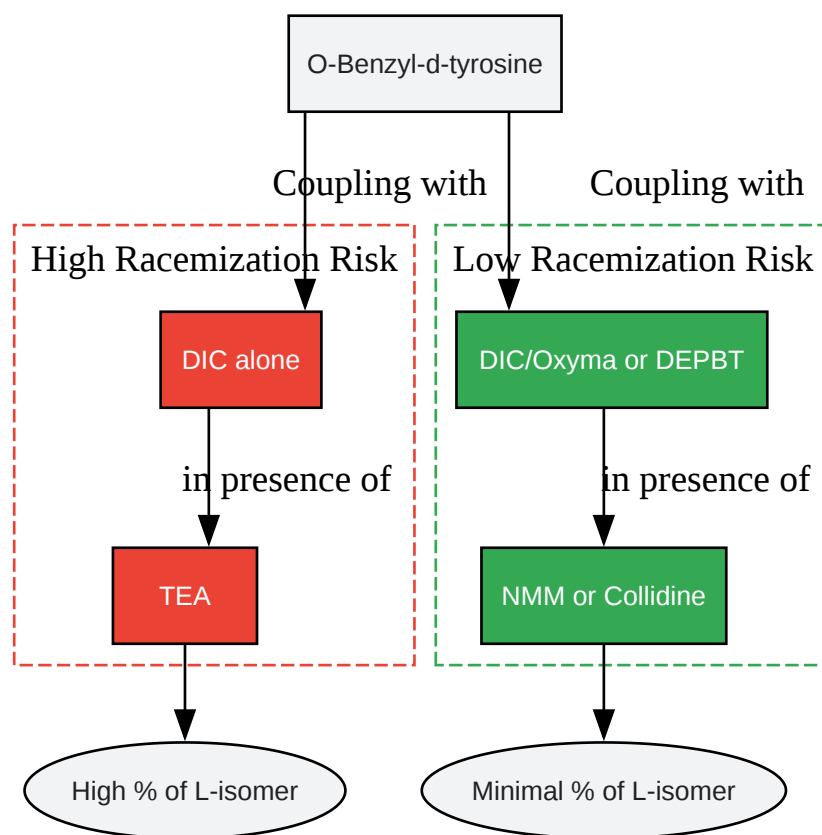 O-Benzyl-d-tyrosine
Coupling with
Coupling with
High Racemization Risk
Low Racemization Risk
DIC alone
DIC/Oxyma or DEPBT
in presence of
in presence of
TEA
NMM or Collidine
High % of L-isomer
Minimal % of L-isomer